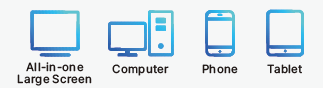 All-in-one
Large Screen
Computer
Phone
Tablet